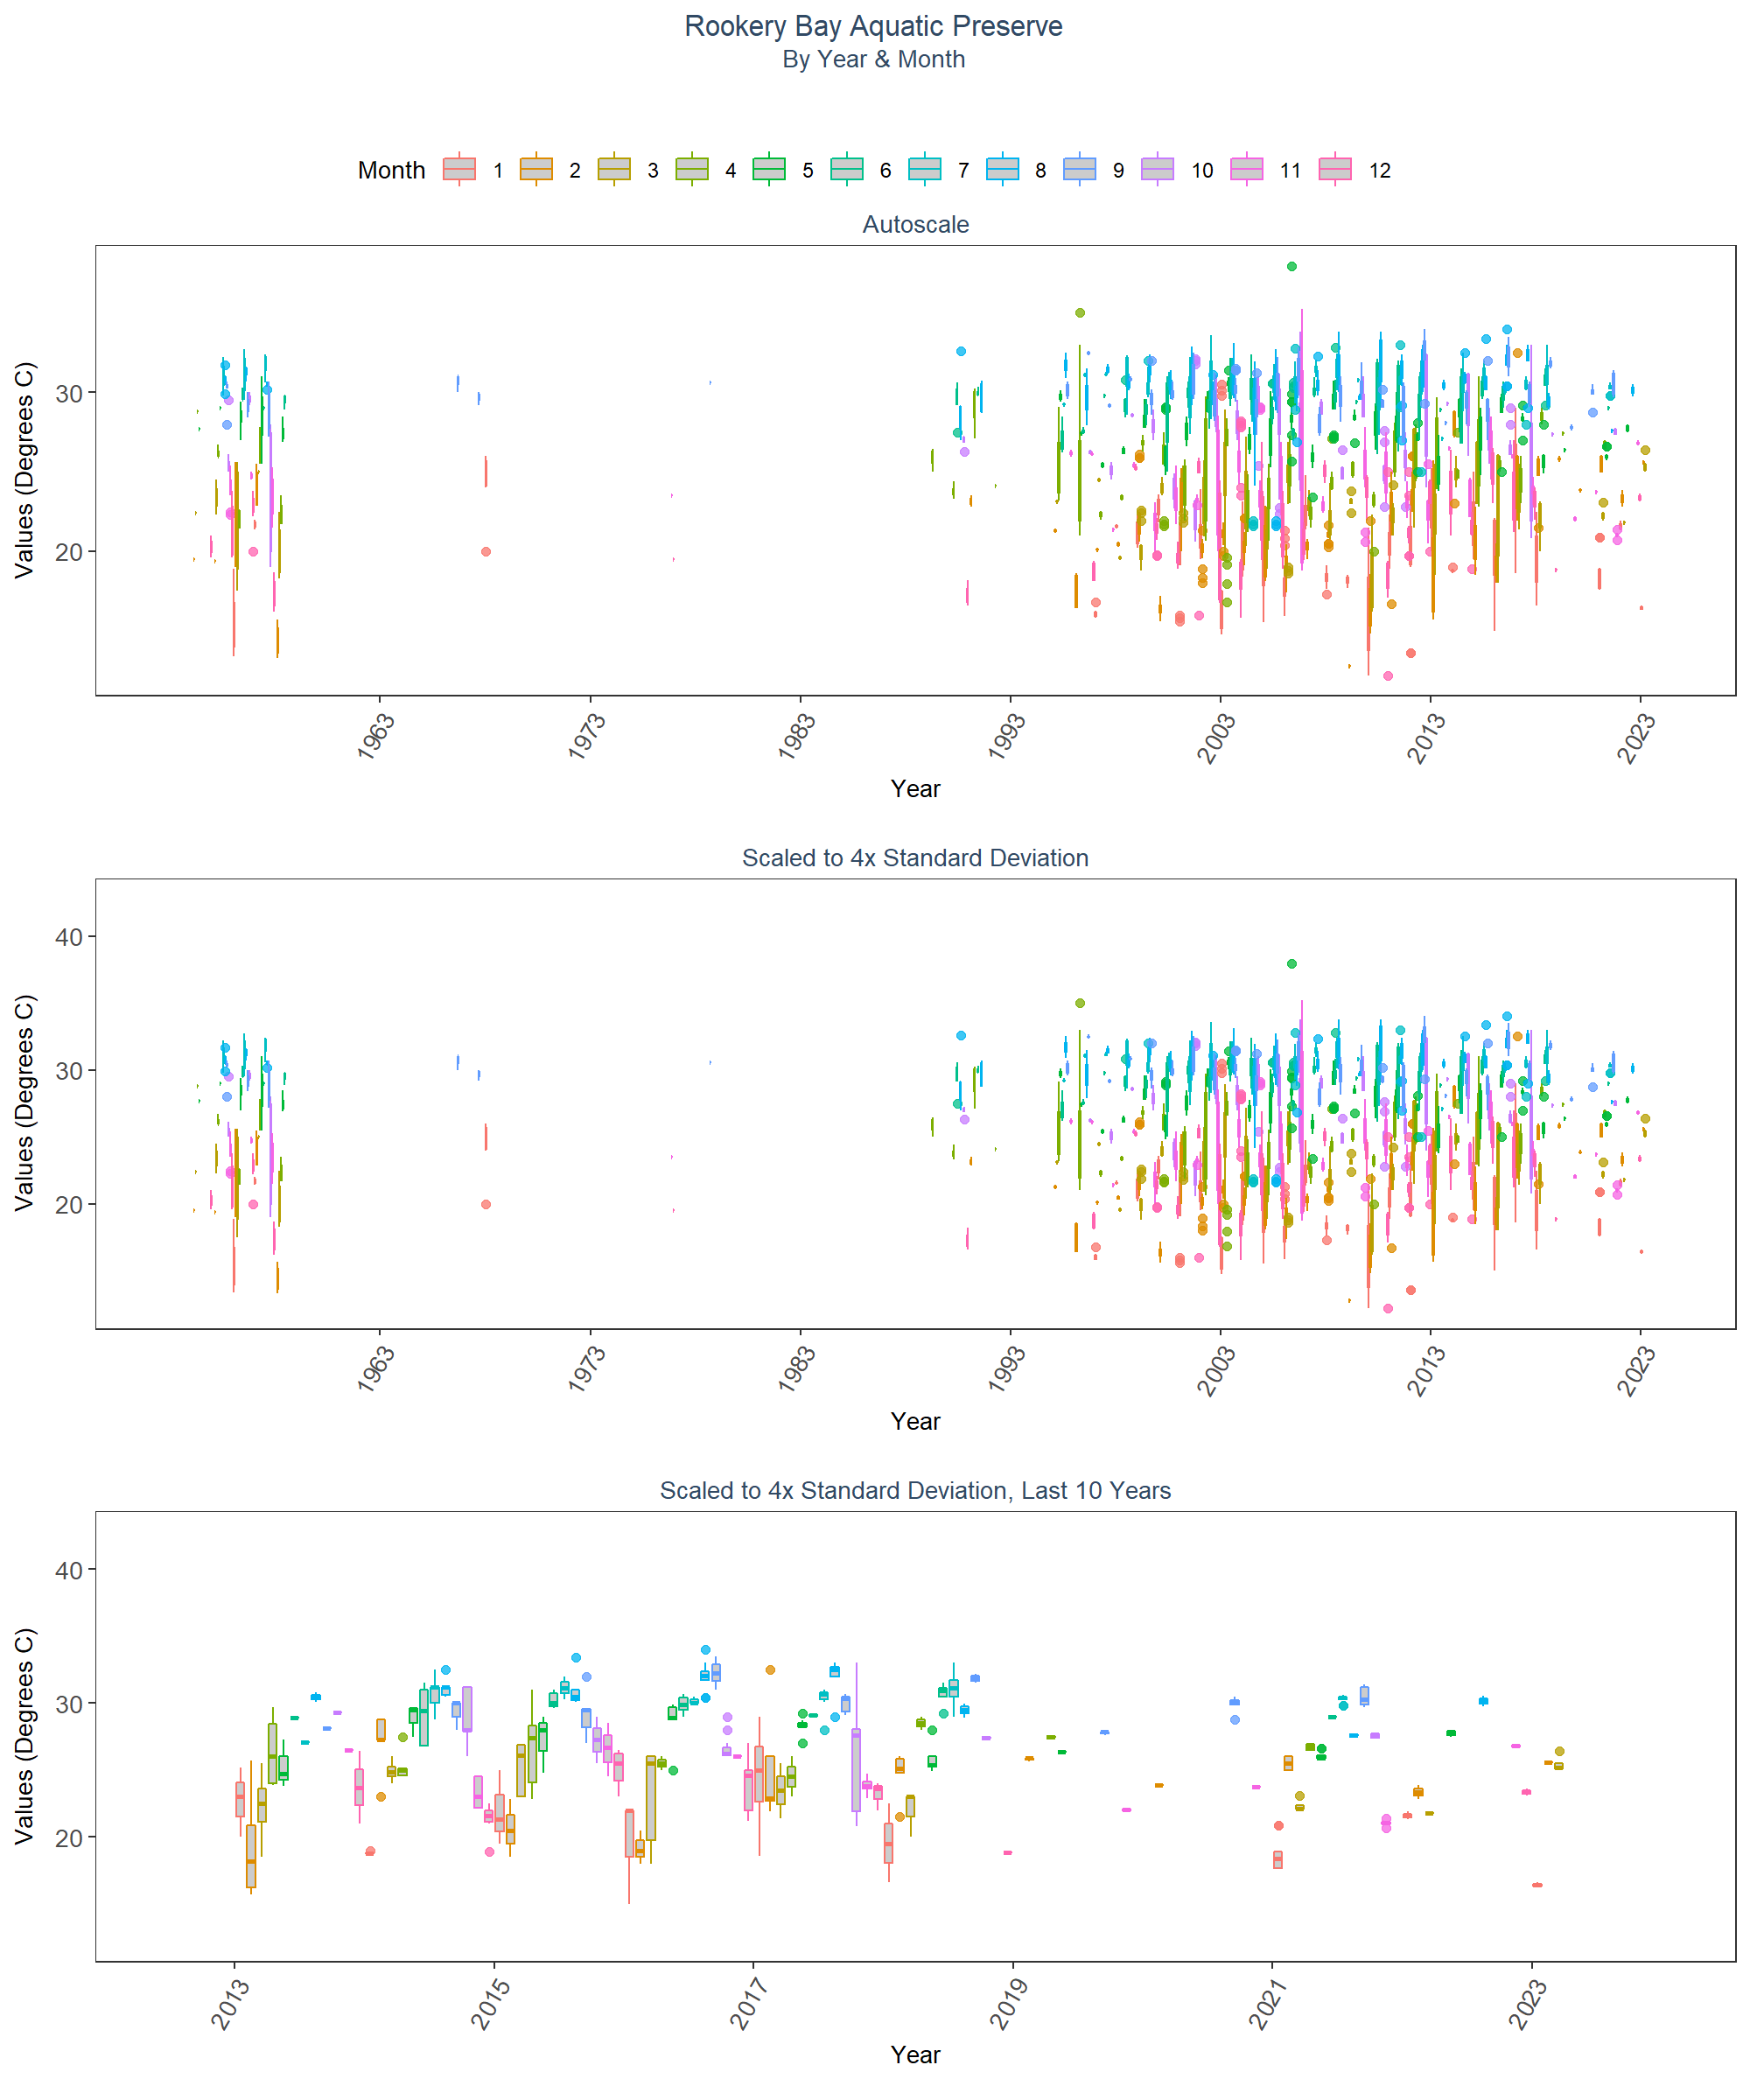 Rookery Bay Aquatic Preserve
By Year & Month
Month 1 2 3 4 5 6 7 8 9 10 11 12
Autoscale
Values (Degrees C)
30
20
1963 1973 1983 1993 2003 2013 2023
Year
Scaled to 4x Standard Deviation
Values (Degrees C)
40
30
20
1963 1973 1983 1993 2003 2013 2023
Year
Scaled to 4x Standard Deviation, Last 10 Years
Values (Degrees C)
40
30
20
2013 2015 2017 2019 2021 2023
Year